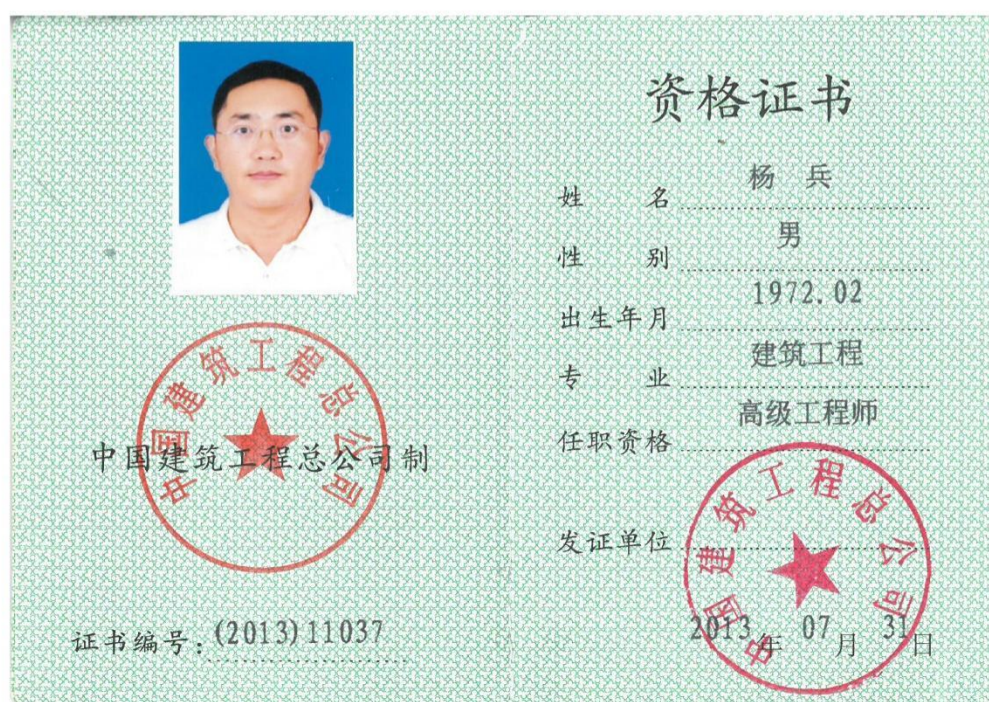 中国建筑工程总公司
中国建筑工程总公司制
证书编号：(2013)11037
资格证书
姓 名 杨 兵
性 别 男
出生年月 1972.02
专 业 建筑工程
任职资格 高级工程师
发证单位
中国建筑工程总公司
2013年 07月 31日